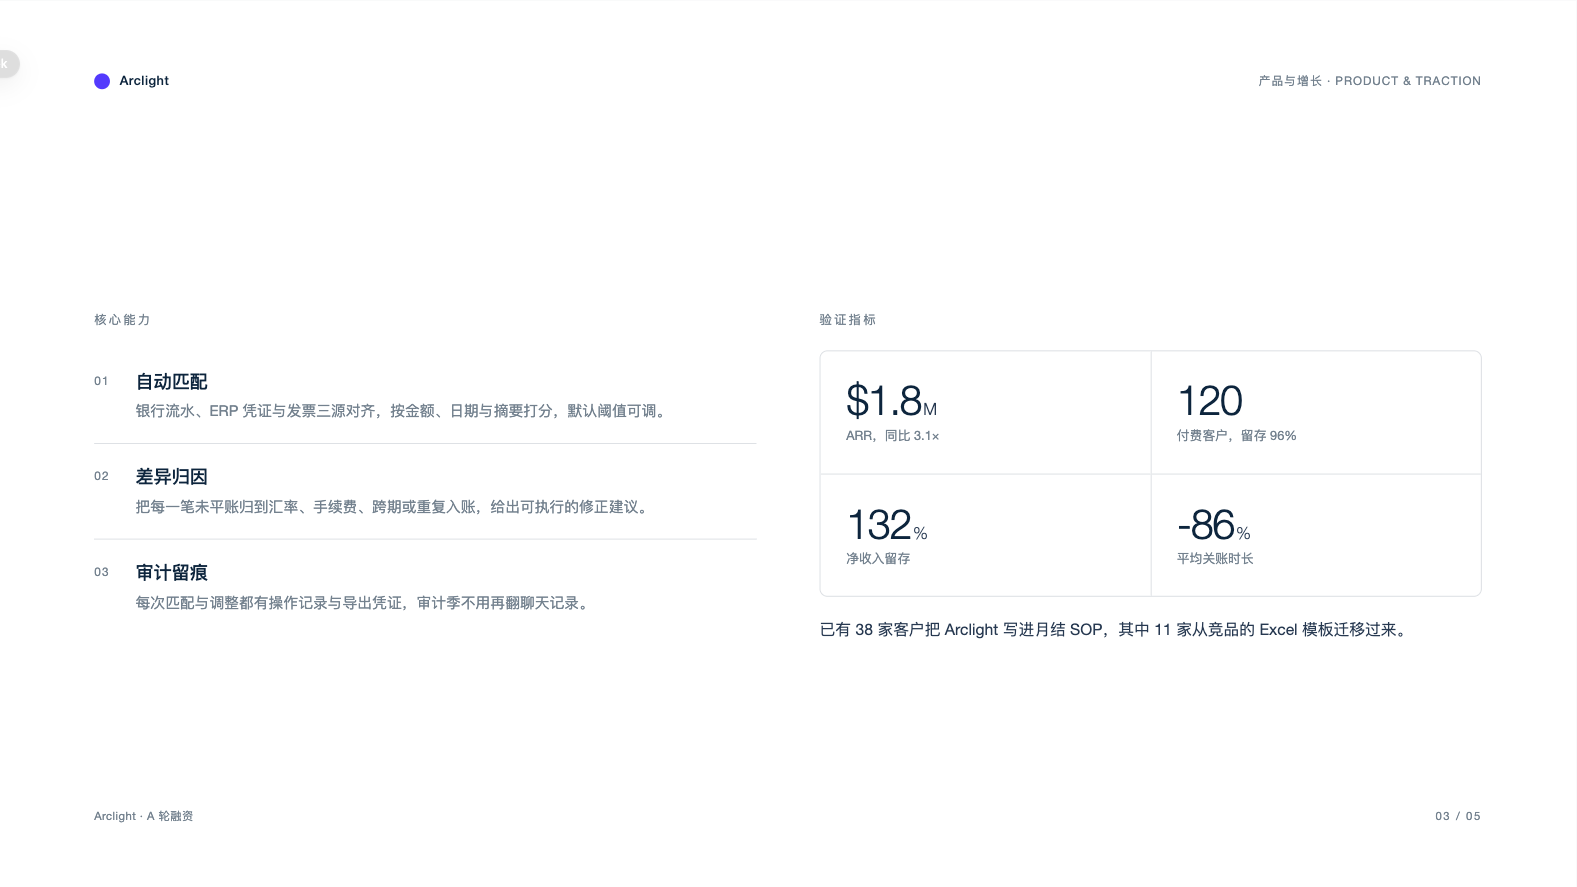 k
Arclight
产品与增长 · PRODUCT & TRACTION
核心能力
01 自动匹配
银行流水、ERP 凭证与发票三源对齐，按金额、日期与摘要打分，默认阈值可调。
02 差异归因
把每一笔未平账归到汇率、手续费、跨期或重复入账，给出可执行的修正建议。
03 审计留痕
每次匹配与调整都有操作记录与导出凭证，审计季不用再翻聊天记录。
验证指标
$1.8M
ARR，同比 3.1×
120
付费客户，留存 96%
132%
净收入留存
-86%
平均关账时长
已有 38 家客户把 Arclight 写进月结 SOP，其中 11 家从竞品的 Excel 模板迁移过来。
Arclight · A 轮融资
03 / 05